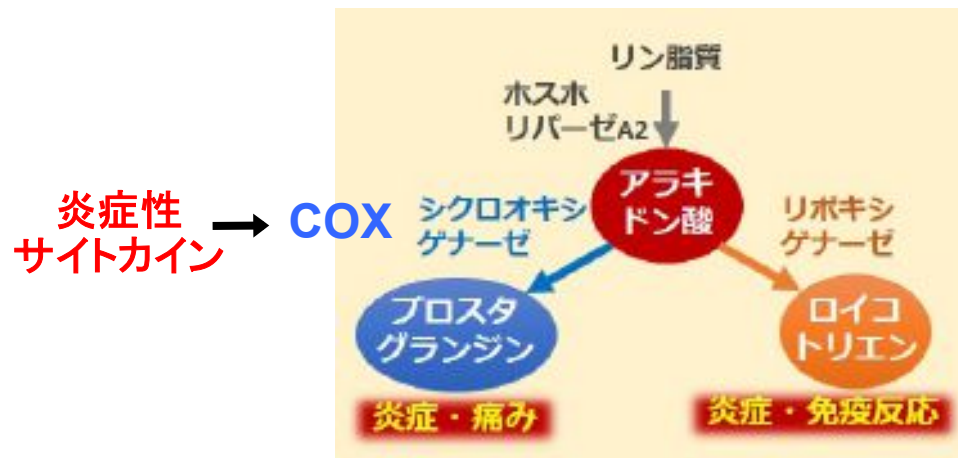 リン脂質
ホスホ
リパーゼA2
アラキ
ドン酸
炎症性
サイトカイン
COX
シクロオキシ
ゲナーゼ
リポキシ
ゲナーゼ
プロスタ
グランジン
ロイコ
トリエン
炎症・痛み
炎症・免疫反応